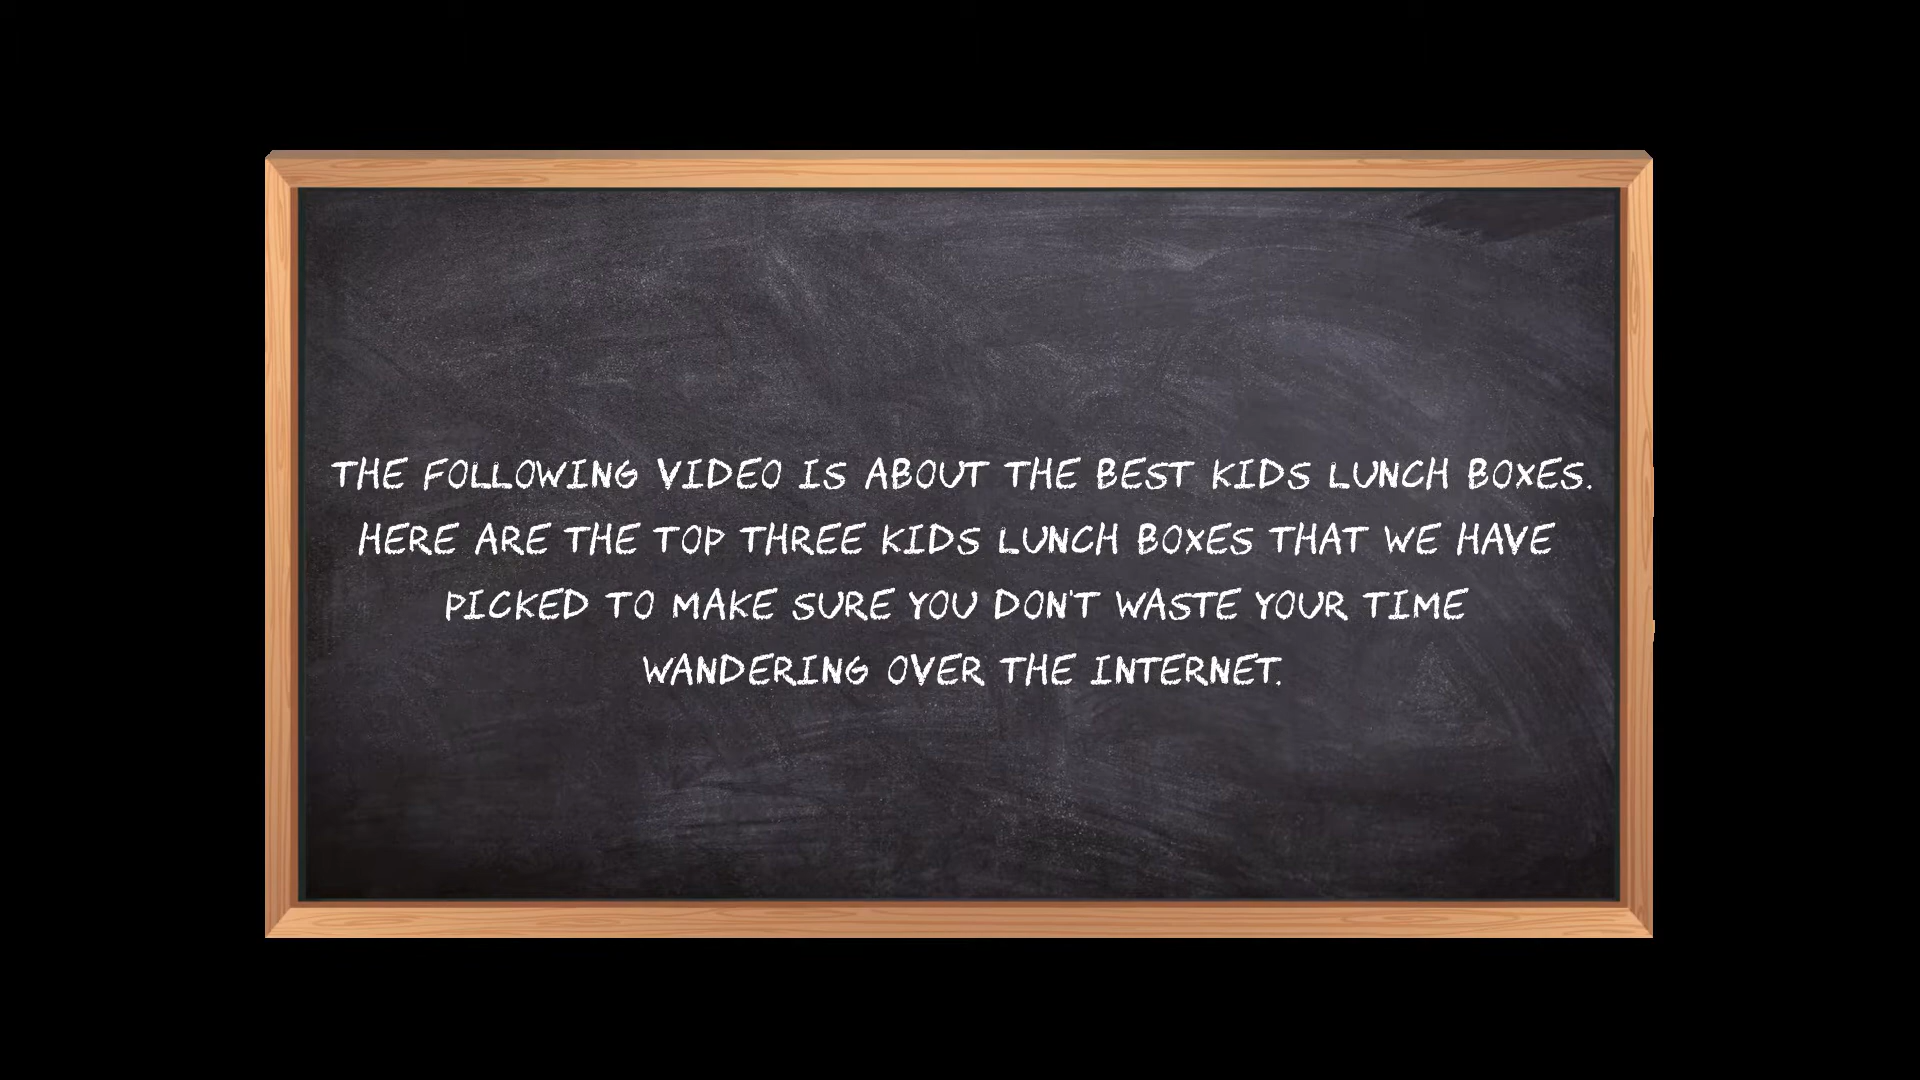 THE FOLLOWING VIDEO IS ABOUT THE BEST KIDS LUNCH BOXES.
HERE ARE THE TOP THREE KIDS LUNCH BOXES THAT WE HAVE
PICKED TO MAKE SURE YOU DON'T WASTE YOUR TIME
WANDERING OVER THE INTERNET.